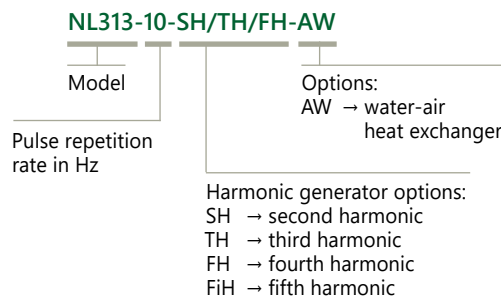 NL313-10-SH/TH/FH-AW
Model
Options:
AW → water-air
heat exchanger
Pulse repetition
rate in Hz
Harmonic generator options:
SH → second harmonic
TH → third harmonic
FH → fourth harmonic
FiH → fifth harmonic